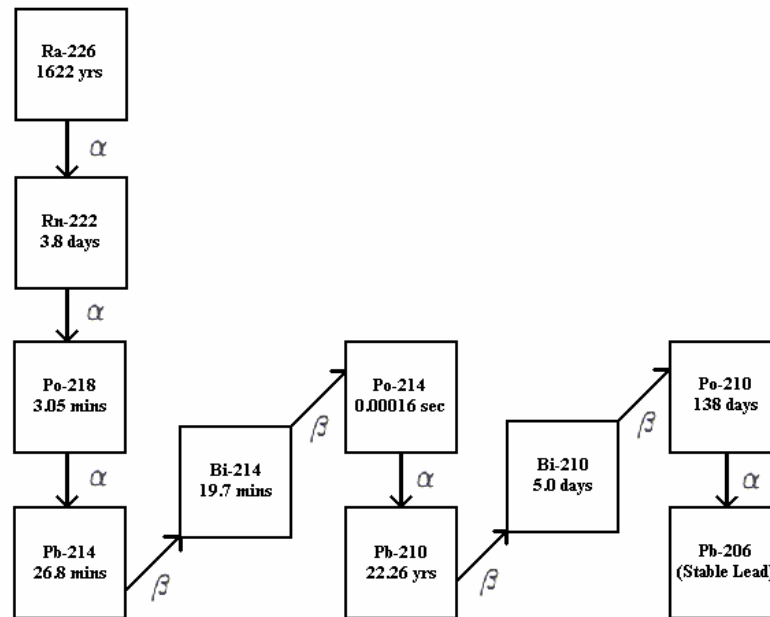 Ra-226
1622 yrs
α
Rn-222
3.8 days
α
Po-218
3.05 mins
α
Pb-214
26.8 mins
β
Bi-214
19.7 mins
β
Po-214
0.00016 sec
α
Pb-210
22.26 yrs
β
Bi-210
5.0 days
β
Po-210
138 days
α
Pb-206
(Stable Lead)